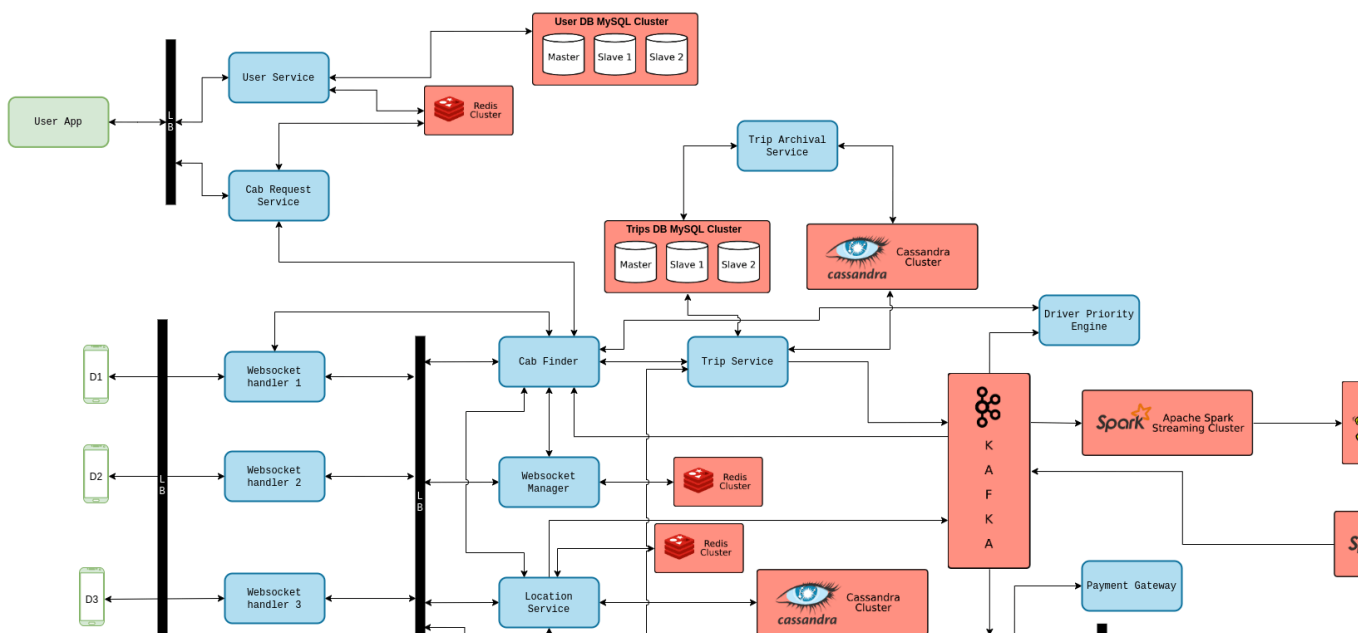 User DB MySQL Cluster
Master
Slave 1
Slave 2
User Service
Redis
Cluster
User App
L
B
Cab Request
Service
Trip Archival
Service
Trips DB MySQL Cluster
Master
Slave 1
Slave 2
cassandra
Cassandra
Cluster
Driver Priority
Engine
D1
Websocket
handler 1
Cab Finder
Trip Service
K
A
F
K
A
Spark
Apache Spark
Streaming Cluster
D2
L
B
Websocket
handler 2
L
B
Websocket
Manager
Redis
Cluster
Redis
Cluster
D3
Websocket
handler 3
Location
Service
cassandra
Cassandra
Cluster
Payment Gateway